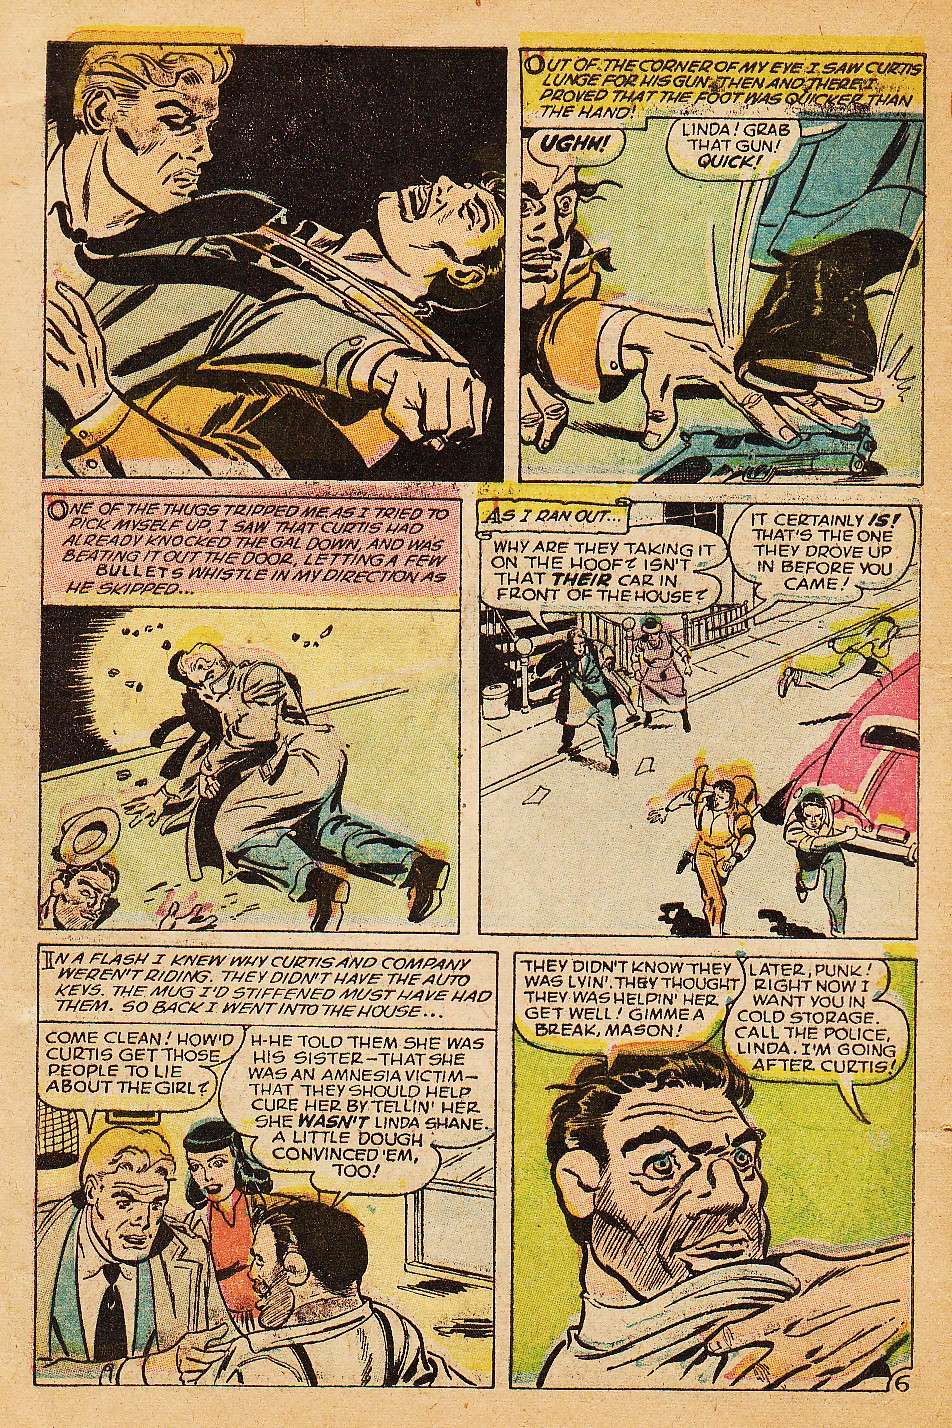 OUT OF THE CORNER OF MY EYE I SAW CURTIS
LUNGE FOR HIS GUN. THEN AND THERE I
PROVED THAT THE FOOT WAS QUICKER THAN
THE HAND!
UGHH!
LINDA! GRAB
THAT GUN!
QUICK!
ONE OF THE THUGS TRIPPED ME AS I TRIED TO
PICK MYSELF UP. I SAW THAT CURTIS HAD
ALREADY KNOCKED THE GAL DOWN, AND WAS
BEATING IT OUT THE DOOR, LETTING A FEW
BULLETS WHISTLE IN MY DIRECTION AS
HE SKIPPED...
AS I RAN OUT...
WHY ARE THEY TAKING IT
ON THE HOOF? ISN'T
THAT THEIR CAR IN
FRONT OF THE HOUSE?
IT CERTAINLY IS!
THAT'S THE ONE
THEY DROVE UP
IN BEFORE YOU
CAME!
IN A FLASH I KNEW WHY CURTIS AND COMPANY
WEREN'T RIDING. THEY DIDN'T HAVE THE AUTO
KEYS. THE MUG I'D STIFFENED MUST HAVE HAD
THEM. SO BACK I WENT INTO THE HOUSE...
COME CLEAN! HOW'D
CURTIS GET THOSE
PEOPLE TO LIE
ABOUT THE GIRL?
H-HE TOLD THEM SHE WAS
HIS SISTER-THAT SHE
WAS AN AMNESIA VICTIM-
THAT THEY SHOULD HELP
CURE HER BY TELLIN' HER
SHE WASN'T LINDA SHANE.
A LITTLE DOUGH
CONVINCED 'EM,
TOO!
THEY DIDN'T KNOW THEY
WAS LYIN'. THEY THOUGHT
THEY WAS HELPIN' HER
GET WELL! GIMME A
BREAK, MASON!
LATER, PUNK!
RIGHT NOW I
WANT YOU IN
COLD STORAGE.
CALL THE POLICE,
LINDA. I'M GOING
AFTER CURTIS!
6